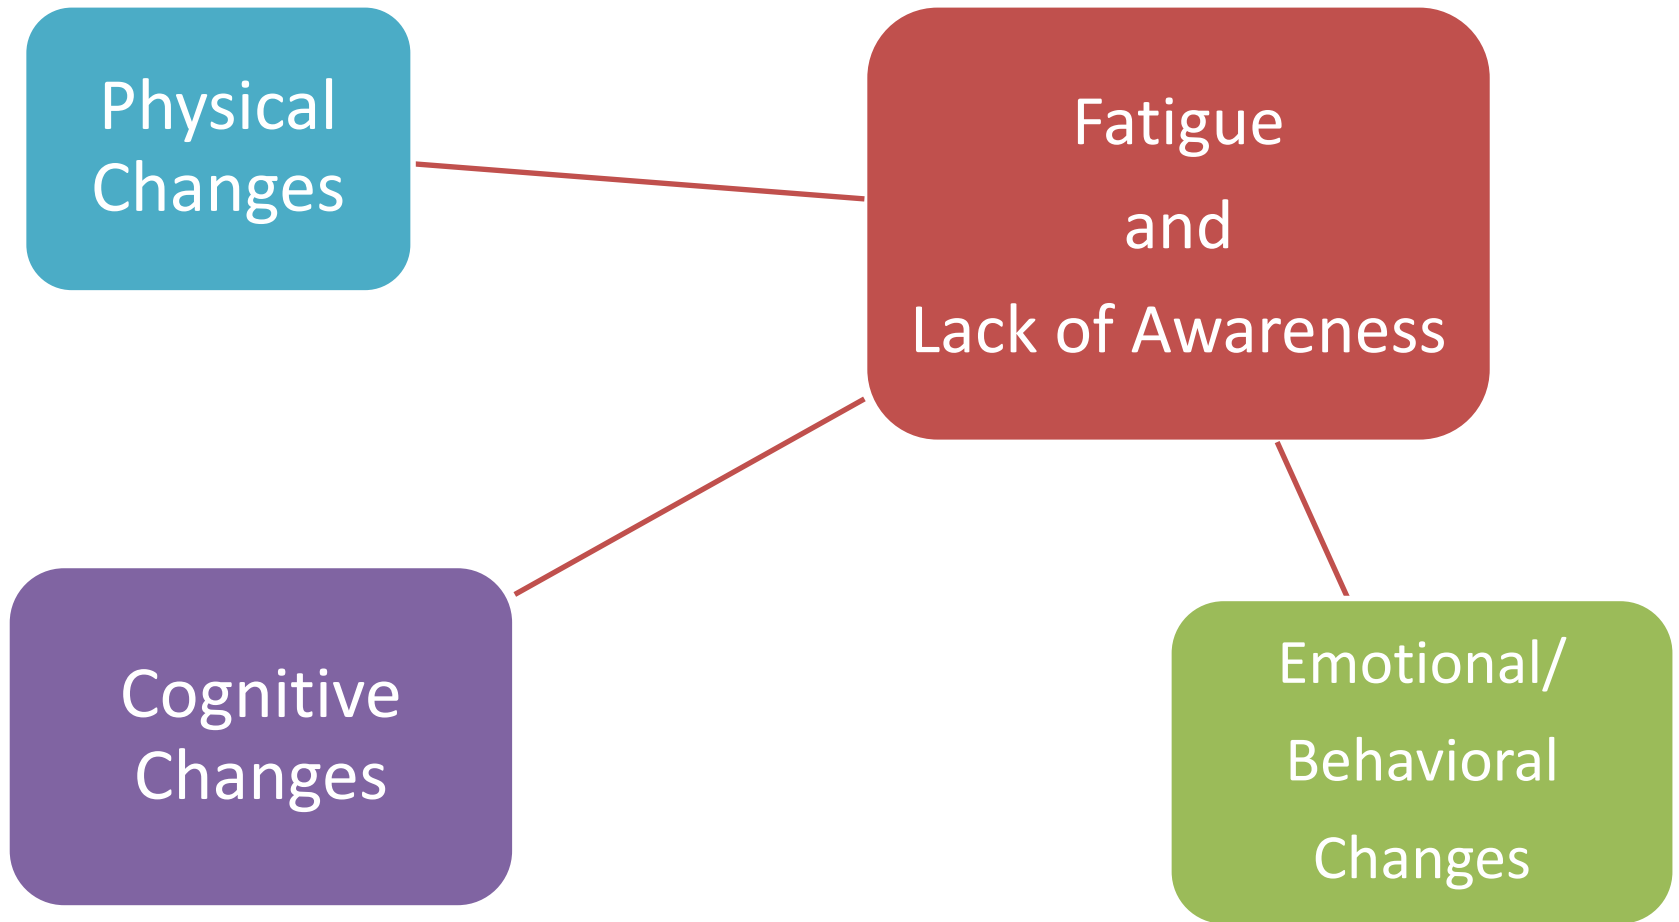 Physical
Changes
Fatigue
and
Lack of Awareness
Cognitive
Changes
Emotional/
Behavioral
Changes